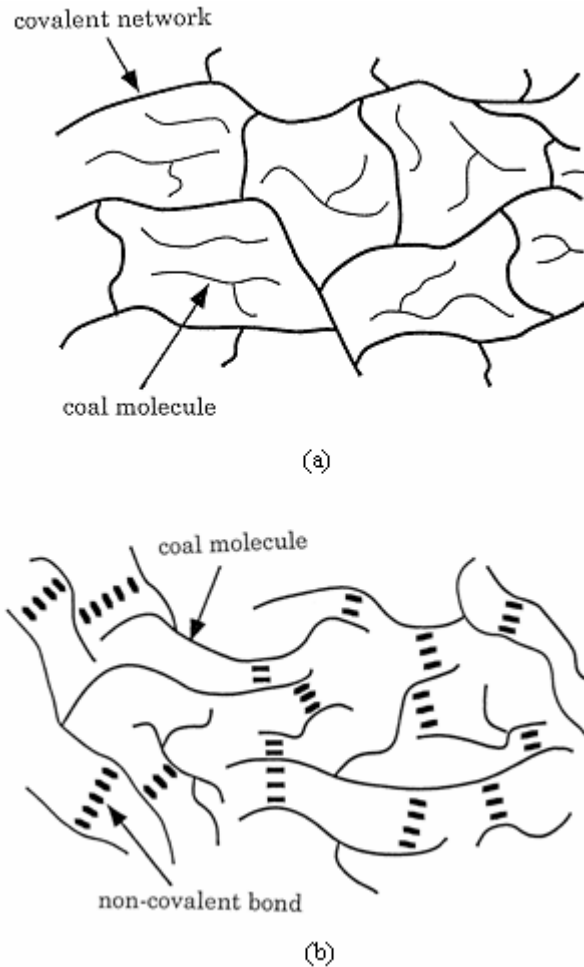 covalent network
coal molecule
(a)
coal molecule
non-covalent bond
(b)